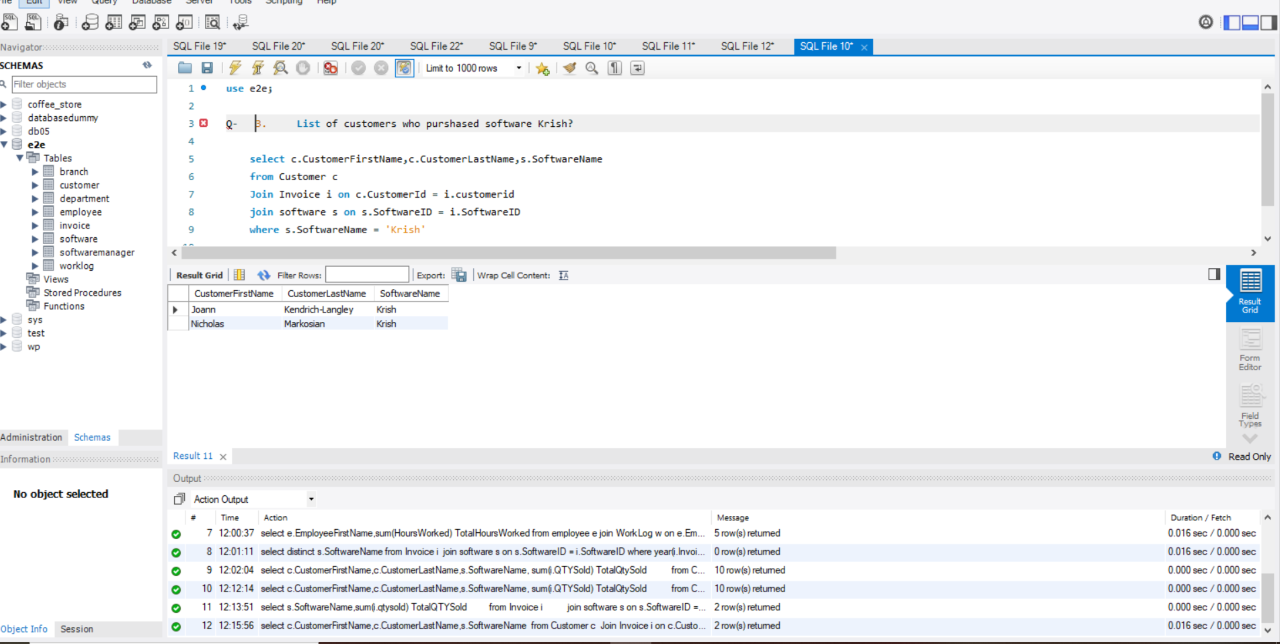 File Edit View Query Database Server Tools Scripting Help
Navigator
SCHEMAS
Filter objects
coffee_store
databasedummy
db05
e2e
Tables
branch
customer
department
employee
invoice
software
softwaremanager
worklog
Views
Stored Procedures
Functions
sys
test
wp
Administration Schemas
Information
No object selected
Object Info Session
SQL File 19* SQL File 20* SQL File 20* SQL File 22* SQL File 9* SQL File 10* SQL File 11* SQL File 12* SQL File 10*
Limit to 1000 rows
1 use e2e;
2
3 Q- 3. List of customers who purshased software Krish?
4
5 select c.CustomerFirstName,c.CustomerLastName,s.SoftwareName
6 from Customer c
7 Join Invoice i on c.CustomerId = i.customerid
8 join software s on s.SoftwareID = i.SoftwareID
9 where s.SoftwareName = 'Krish'
Result Grid Filter Rows: Export: Wrap Cell Content:
CustomerFirstName CustomerLastName SoftwareName
Joann Kendrich-Langley Krish
Nicholas Markosian Krish
Result Grid
Form Editor
Field Types
Result 11
Read Only
Output
Action Output
# Time Action Message Duration / Fetch
7 12:00:37 select e.EmployeeFirstName,sum(HoursWorked) TotalHoursWorked from employee e join WorkLog w on e.Em... 5 row(s) returned 0.016 sec / 0.000 sec
8 12:01:11 select distinct s.SoftwareName from Invoice i join software s on s.SoftwareID = i.SoftwareID where year(i.Invoi... 0 row(s) returned 0.016 sec / 0.000 sec
9 12:02:04 select c.CustomerFirstName,c.CustomerLastName,s.SoftwareName, sum(i.QTYSold) TotalQtySold from C... 10 row(s) returned 0.000 sec / 0.000 sec
10 12:12:14 select c.CustomerFirstName,c.CustomerLastName,s.SoftwareName, sum(i.QTYSold) TotalQtySold from C... 10 row(s) returned 0.000 sec / 0.000 sec
11 12:13:51 select s.SoftwareName,sum(i.qtysold) TotalQTYSold from Invoice i join software s on s.SoftwareID =... 2 row(s) returned 0.000 sec / 0.000 sec
12 12:15:56 select c.CustomerFirstName,c.CustomerLastName,s.SoftwareName from Customer c Join Invoice i on c.Custo... 2 row(s) returned 0.016 sec / 0.000 sec